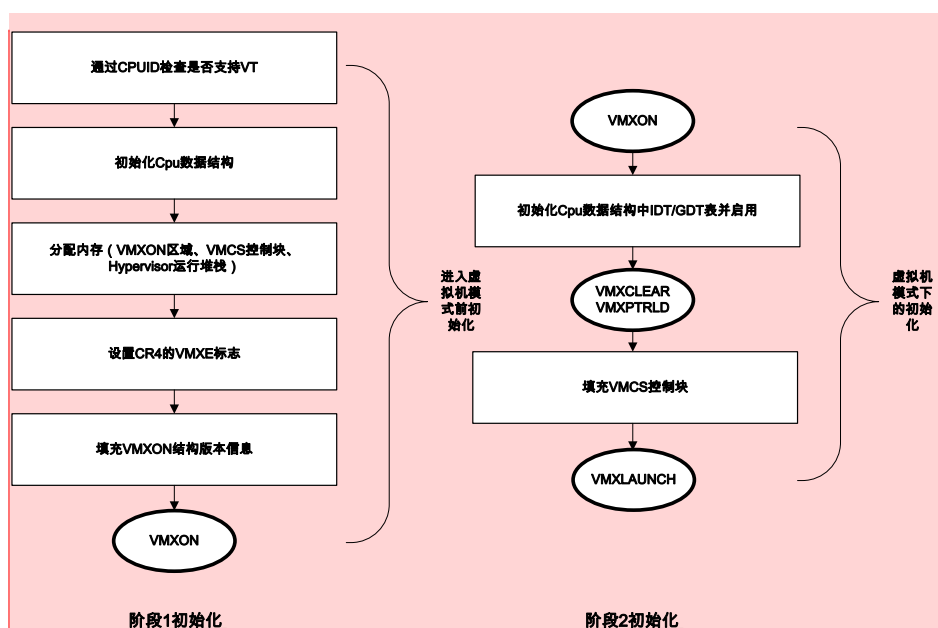 通过CPUID检查是否支持VT
初始化Cpu数据结构
分配内存（VMXON区域、VMCS控制块、
Hypervisor运行堆栈）
设置CR4的VMXE标志
填充VMXON结构版本信息
VMXON
进入虚
拟机模
式前初
始化
阶段1初始化
VMXON
初始化Cpu数据结构中IDT/GDT表并启用
VMXCLEAR
VMXPTRLD
填充VMCS控制块
VMXLAUNCH
虚拟机
模式下
的初始
化
阶段2初始化